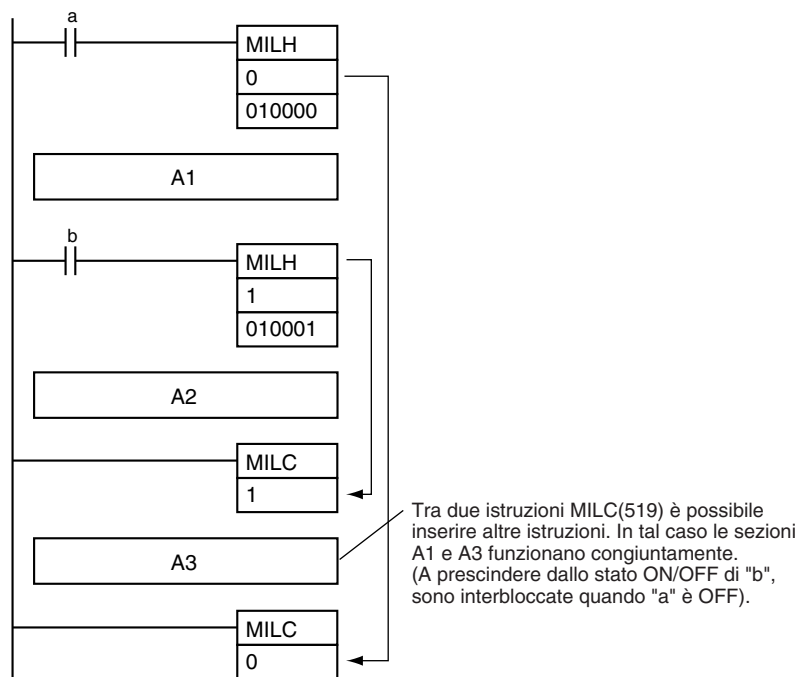 a
MILH
0
010000
A1
b
MILH
1
010001
A2
MILC
1
Tra due istruzioni MILC(519) è possibile
inserire altre istruzioni. In tal caso le sezioni
A1 e A3 funzionano congiuntamente.
(A prescindere dallo stato ON/OFF di "b",
sono interbloccate quando "a" è OFF).
A3
MILC
0